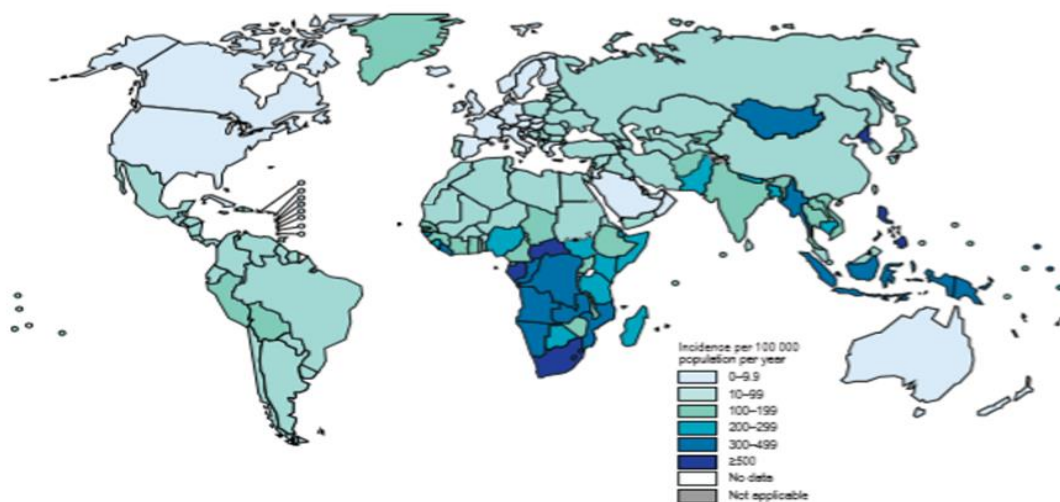 Incidence per 100 000
population per year
0–9.9
10–99
100–199
200–299
300–499
≥500
No data
Not applicable